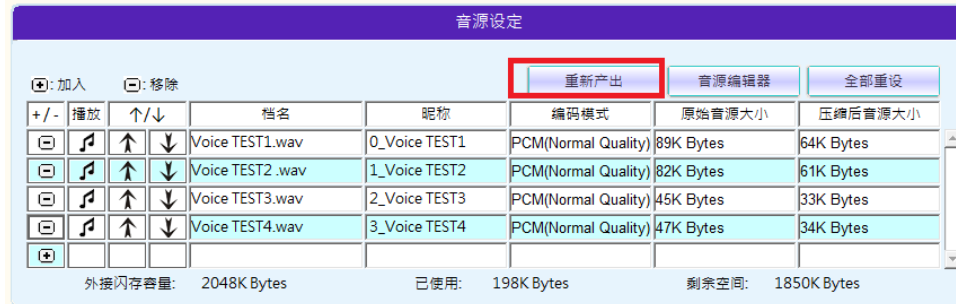 音源设定
+: 加入 -: 移除 重新产出 音源编辑器 全部重设
+/- 播放 ↑/↓ 档名 昵称 编码模式 原始音源大小 压缩后音源大小
- Voice TEST1.wav 0_Voice TEST1 PCM(Normal Quality) 89K Bytes 64K Bytes
- Voice TEST2 .wav 1_Voice TEST2 PCM(Normal Quality) 82K Bytes 61K Bytes
- Voice TEST3.wav 2_Voice TEST3 PCM(Normal Quality) 45K Bytes 33K Bytes
- Voice TEST4.wav 3_Voice TEST4 PCM(Normal Quality) 47K Bytes 34K Bytes
+
外接闪存容量: 2048K Bytes 已使用: 198K Bytes 剩余空间: 1850K Bytes